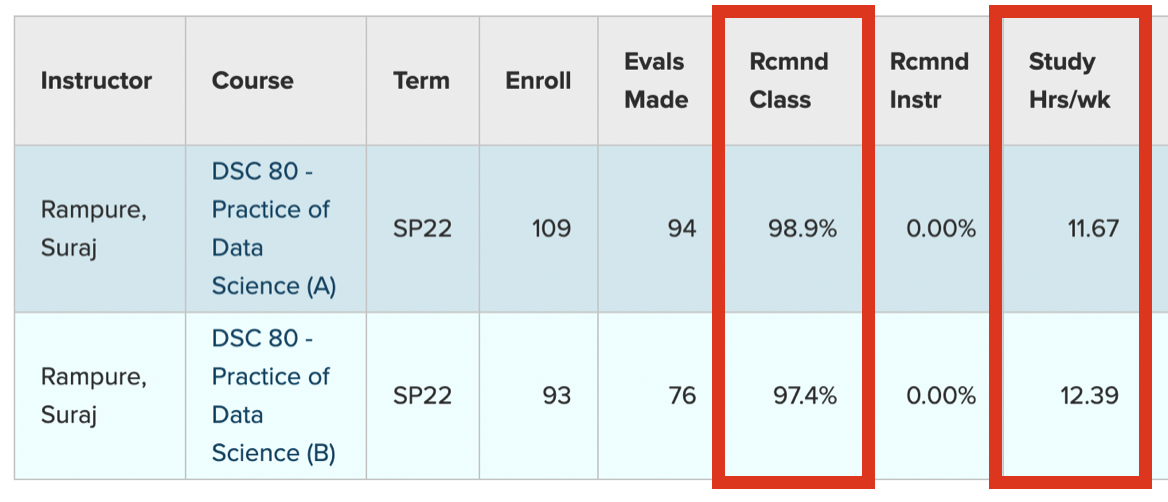 Instructor Course Term Enroll Evals Made Rcmnd Class Rcmnd Instr Study Hrs/wk
Rampure, Suraj DSC 80 - Practice of Data Science (A) SP22 109 94 98.9% 0.00% 11.67
Rampure, Suraj DSC 80 - Practice of Data Science (B) SP22 93 76 97.4% 0.00% 12.39